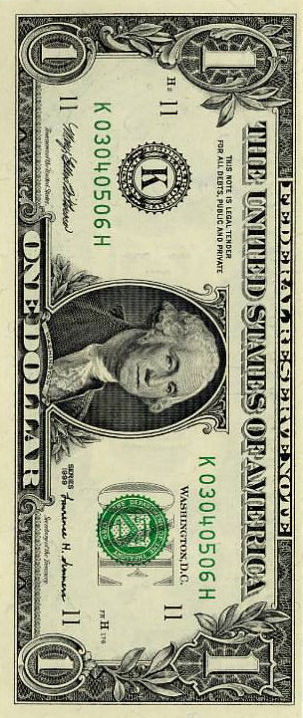 FEDERAL RESERVE NOTE
THE UNITED STATES OF AMERICA
1
1
THIS NOTE IS LEGAL TENDER
FOR ALL DEBTS, PUBLIC AND PRIVATE
K 03040506 H
WASHINGTON, D.C.
H 2
11
11
K
K 03040506 H
11
11
SERIES
1999
Treasurer of the United States.
Secretary of the Treasury.
1
ONE DOLLAR
1